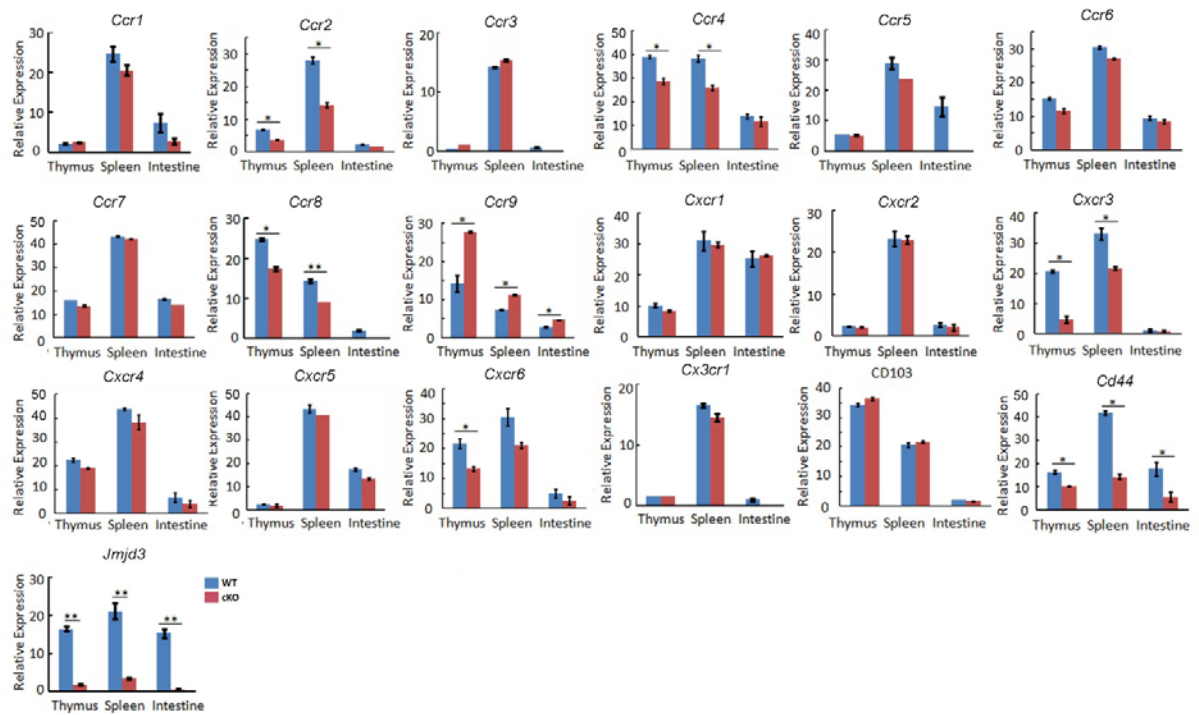 Ccr1
Relative Expression
30
20
10
0
Thymus Spleen Intestine
Ccr2
Relative Expression
30
20
10
0
*
*
Thymus Spleen Intestine
Ccr3
Relative Expression
20
10
0
Thymus Spleen Intestine
Ccr4
Relative Expression
50
40
30
20
10
0
*
*
Thymus Spleen Intestine
Ccr5
Relative Expression
40
30
20
10
0
Thymus Spleen Intestine
Ccr6
Relative Expression
30
20
10
0
Thymus Spleen Intestine
Ccr7
Relative Expression
50
40
30
20
10
0
Thymus Spleen Intestine
Ccr8
Relative Expression
30
20
10
0
*
**
Thymus Spleen Intestine
Ccr9
Relative Expression
30
20
10
0
*
*
*
Thymus Spleen Intestine
Cxcr1
Relative Expression
40
30
20
10
0
Thymus Spleen Intestine
Cxcr2
Relative Expression
30
20
10
0
Thymus Spleen Intestine
Cxcr3
Relative Expression
40
30
20
10
0
*
*
Thymus Spleen Intestine
Cxcr4
Relative Expression
50
40
30
20
10
0
Thymus Spleen Intestine
Cxcr5
Relative Expression
50
40
30
20
10
0
Thymus Spleen Intestine
Cxcr6
Relative Expression
40
30
20
10
0
*
Thymus Spleen Intestine
Cx3cr1
Relative Expression
20
10
0
Thymus Spleen Intestine
CD103
Relative Expression
40
30
20
10
0
Thymus Spleen Intestine
Cd44
Relative Expression
50
40
30
20
10
0
*
*
*
Thymus Spleen Intestine
Jmjd3
Relative Expression
30
20
10
0
**
**
**
Thymus Spleen Intestine
WT
cKO